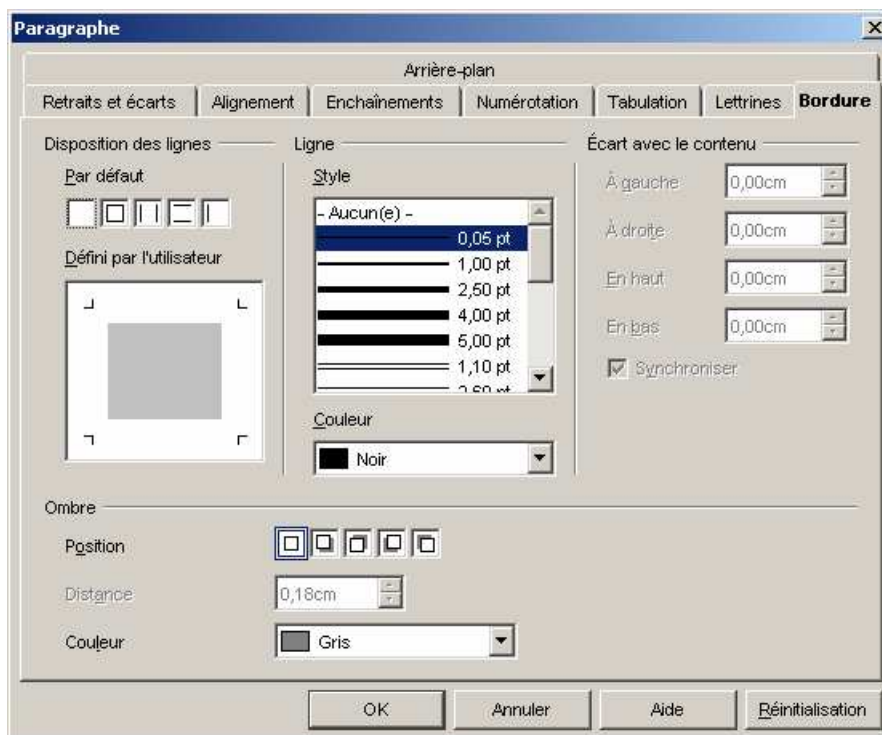 Paragraphe
Arrière-plan
Retraits et écarts Alignement Enchaînements Numérotation Tabulation Lettrines Bordure
Disposition des lignes
Par défaut
Défini par l'utilisateur
Ligne
Style
- Aucun(e) -
0,05 pt
1,00 pt
2,50 pt
4,00 pt
5,00 pt
1,10 pt
2,60 pt
Couleur
Noir
Écart avec le contenu
À gauche 0,00cm
À droite 0,00cm
En haut 0,00cm
En bas 0,00cm
Synchroniser
Ombre
Position
Distance 0,18cm
Couleur Gris
OK Annuler Aide Réinitialisation